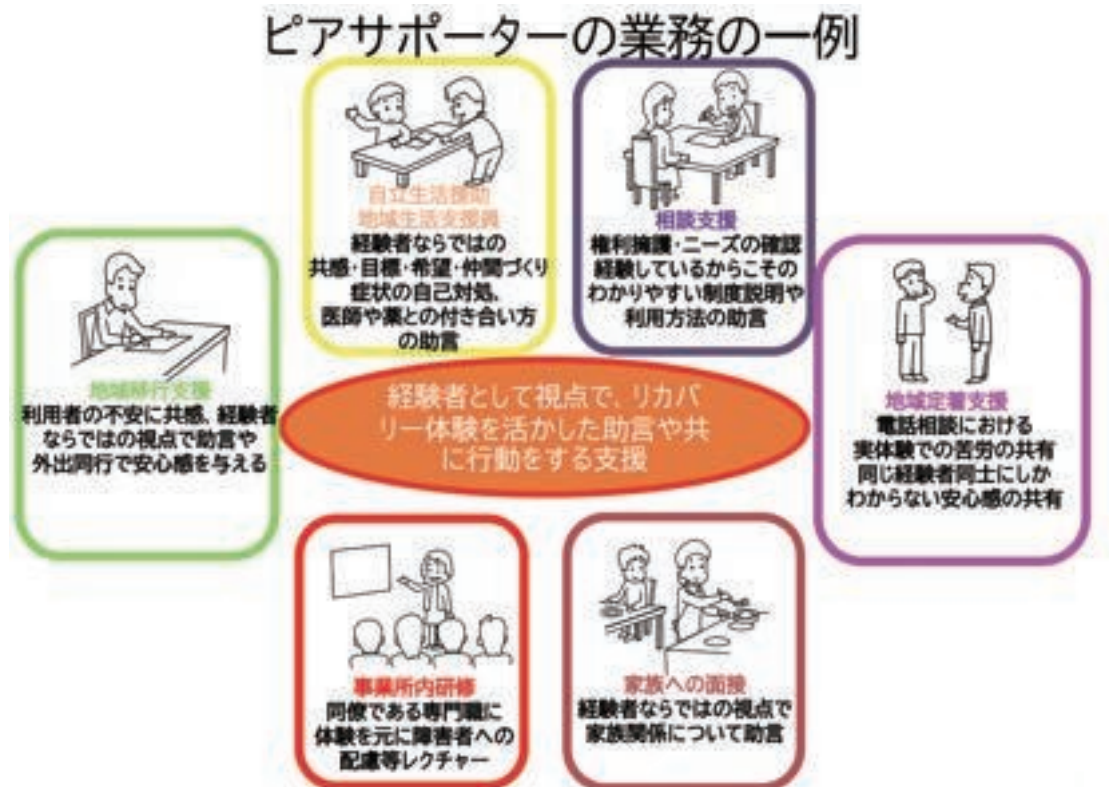 ピアサポーターの業務の一例
自立生活援助
地域生活支援員
経験者ならではの
共感・目標・希望・仲間づくり
症状の自己対処、
医師や薬との付き合い方
の助言
相談支援
権利擁護・ニーズの確認
経験しているからこその
わかりやすい制度説明や
利用方法の助言
地域移行支援
利用者の不安に共感、経験者
ならではの視点で助言や
外出同行で安心感を与える
経験者として視点で、リカバ
リー体験を活かした助言や共
に行動をする支援
地域定着支援
電話相談における
実体験での苦労の共有
同じ経験者同士にしか
わからない安心感の共有
事業所内研修
同僚である専門職に
体験を元に障害者への
配慮等レクチャー
家族への面接
経験者ならではの視点で
家族関係について助言